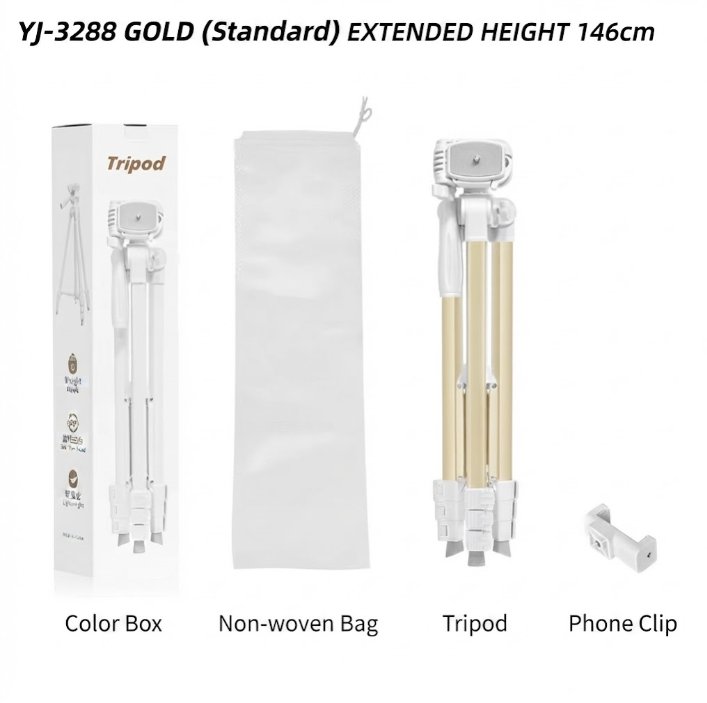 YJ-3288 GOLD (Standard) EXTENDED HEIGHT 146cm
Tripod
Color Box
Non-woven Bag
Tripod
Phone Clip